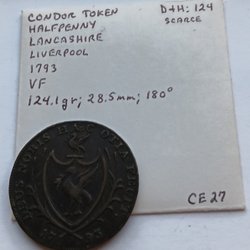 CONDOR TOKEN D+H: 124
HALFPENNY SCARCE
LANCASHIRE
LIVERPOOL
1793
VF
124.1gr; 28.5mm; 180°
CE27